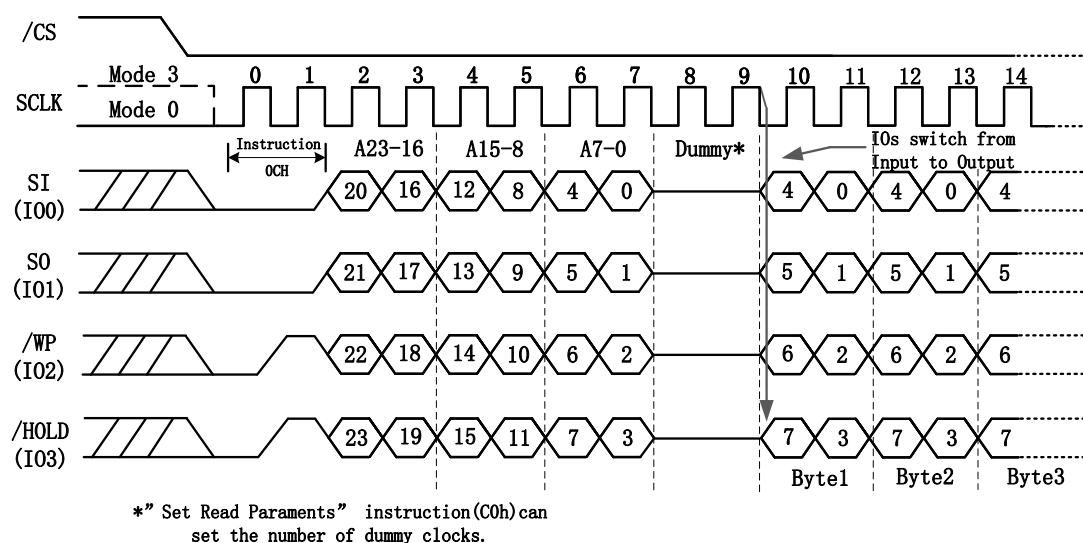 /CS
Mode 3
0 1 2 3 4 5 6 7 8 9 10 11 12 13 14
SCLK
Mode 0
Instruction
0CH
A23-16 A15-8 A7-0 Dummy*
IOs switch from
Input to Output
SI
(IO0)
20 16 12 8 4 0 4 0 4 0 4
SO
(IO1)
21 17 13 9 5 1 5 1 5 1 5
/WP
(IO2)
22 18 14 10 6 2 6 2 6 2 6
/HOLD
(IO3)
23 19 15 11 7 3 7 3 7 3 7
Byte1 Byte2 Byte3
*” Set Read Paraments” instruction(C0h)can
set the number of dummy clocks.